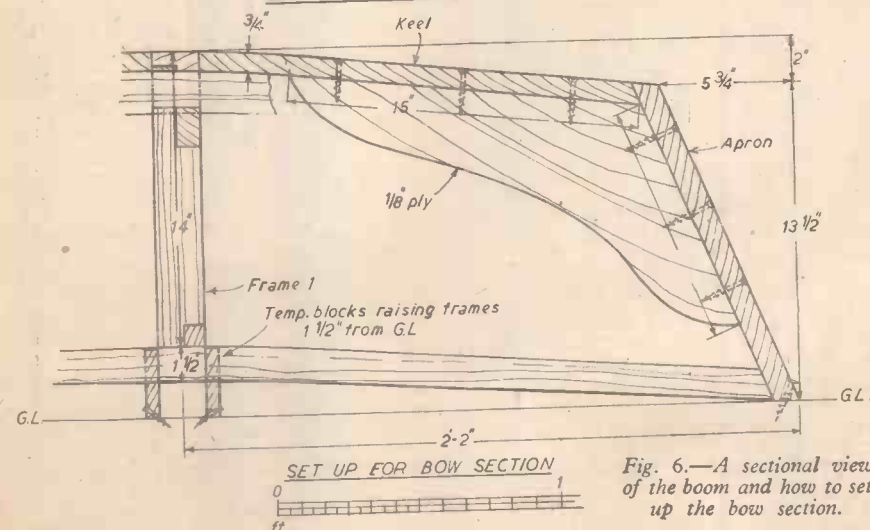 3/4"
Keel
2"
5 3/4"
15"
Apron
1/8" ply
13 1/2"
14"
Frame 1
Temp. blocks raising frames
1 1/2" from G.L
1 1/2"
G.L.
G.L.
2'-2"
SET UP FOR BOW SECTION
0
1
ft
Fig. 6.—A sectional view
of the boom and how to set
up the bow section.